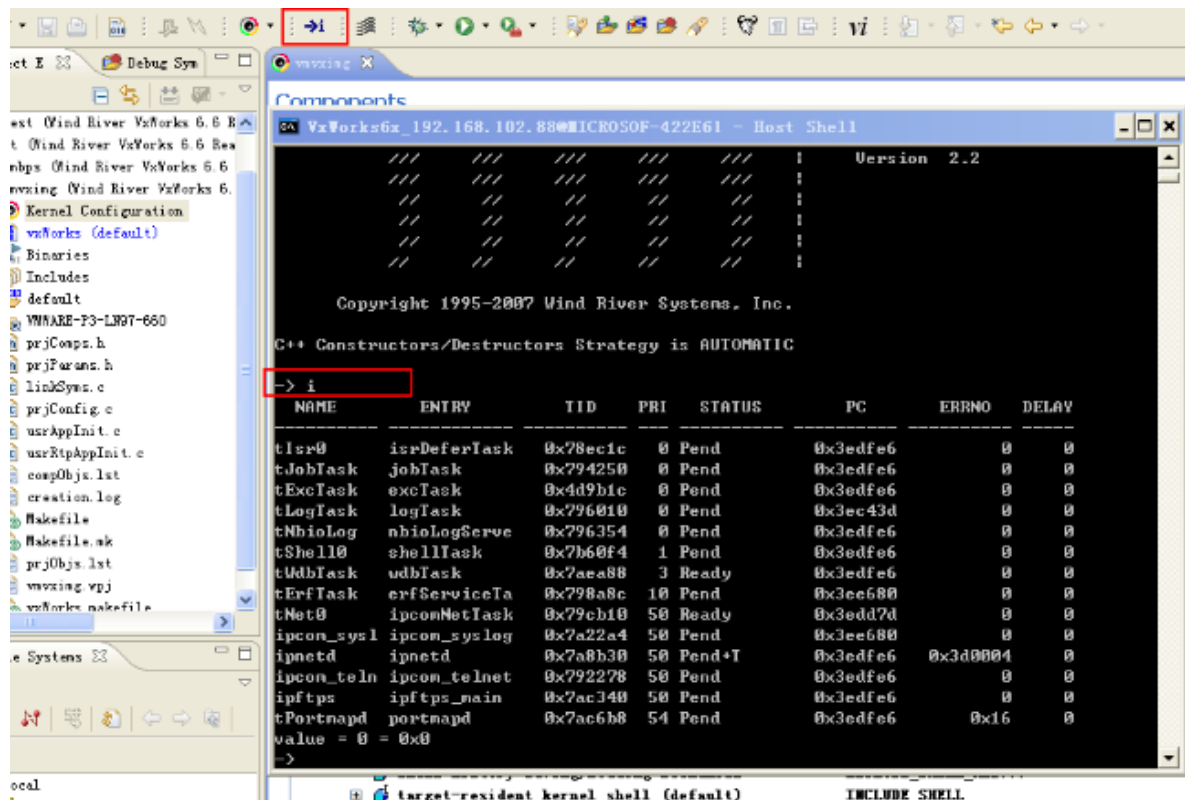 →i
vi
ect E
Debug Sym
vmvxing
Components
est (Wind River VxWorks 6.6 R
t (Wind River VxWorks 6.6 Rea
mbps (Wind River VxWorks 6.6
mvxing (Wind River VxWorks 6.
Kernel Configuration
vxWorks (default)
Binaries
Includes
default
VMWARE-P3-LN97-660
prjComps.h
prjParams.h
linkSyms.c
prjConfig.c
usrAppInit.c
usrRtpAppInit.c
compObjs.lst
creation.log
Makefile
Makefile.mk
prjObjs.lst
vmvxing.wpj
vxWorks.makefile
e Systems
ocal
VxWorks6x_192.168.102.88@MICROSOF-422E61 - Host Shell
Version 2.2
Copyright 1995-2007 Wind River Systems, Inc.
C++ Constructors/Destructors Strategy is AUTOMATIC
-> i
NAME ENTRY TID PRI STATUS PC ERRNO DELAY
tIsr0 isrDeferTask 0x78ec1c 0 Pend 0x3edfe6 0 0
tJobTask jobTask 0x794250 0 Pend 0x3edfe6 0 0
tExcTask excTask 0x4d9b1c 0 Pend 0x3edfe6 0 0
tLogTask logTask 0x796010 0 Pend 0x3ec43d 0 0
tNbioLog nbioLogServe 0x796354 0 Pend 0x3edfe6 0 0
tShell0 shellTask 0x7b60f4 1 Pend 0x3edfe6 0 0
tWdbTask wdbTask 0x7aea88 3 Ready 0x3edfe6 0 0
tErfTask erfServiceTa 0x798a8c 10 Pend 0x3ee680 0 0
tNet0 ipcomNetTask 0x79cb10 50 Ready 0x3edd7d 0 0
ipcom_sysl ipcom_syslog 0x7a22a4 50 Pend 0x3ee680 0 0
ipnetd ipnetd 0x7a8b30 50 Pend+T 0x3edfe6 0x3d0004 0
ipcom_teln ipcom_telnet 0x792278 50 Pend 0x3edfe6 0 0
ipftps ipftps_main 0x7ac340 50 Pend 0x3edfe6 0 0
tPortmapd portmapd 0x7ac6b8 54 Pend 0x3edfe6 0x16 0
value = 0 = 0x0
->
target-resident kernel shell (default) INCLUDE_SHELL